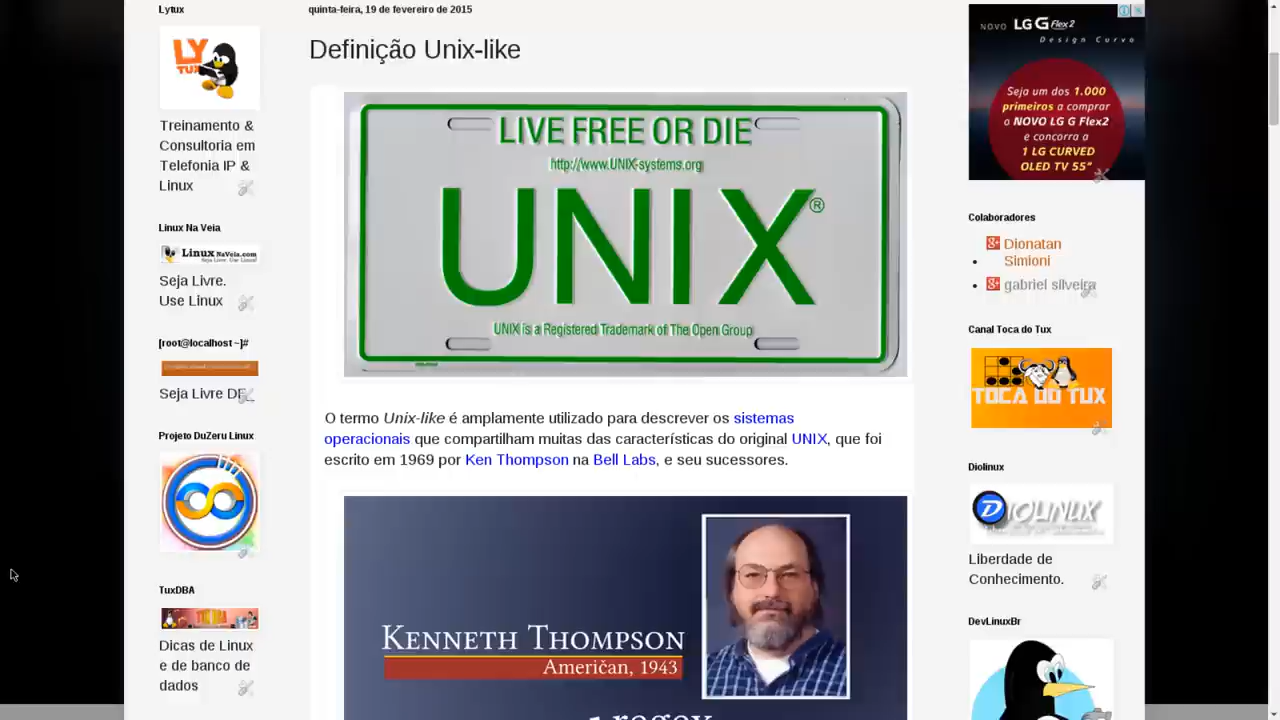 Lytux
LY
TUX
Treinamento &
Consultoria em
Telefonia IP &
Linux
Linux Na Veia
Linux NaVeia.com
Seja Livre. Use Linux!
Seja Livre.
Use Linux
[root@localhost ~]#
Seja Livre DE_
Projeto DuZeru Linux
TuxDBA
Dicas de Linux
e de banco de
dados
quinta-feira, 19 de fevereiro de 2015
Definição Unix-like
LIVE FREE OR DIE
http://www.UNIX-systems.org
UNIX®
UNIX is a Registered Trademark of The Open Group
O termo Unix-like é amplamente utilizado para descrever os sistemas
operacionais que compartilham muitas das características do original UNIX, que foi
escrito em 1969 por Ken Thompson na Bell Labs, e seu sucessores.
KENNETH THOMPSON
American, 1943
NOVO LG G Flex2
Design Curvo
Seja um dos 1.000
primeiros a comprar
o NOVO LG G Flex2
e concorra a
1 LG CURVED
OLED TV 55"
Colaboradores
Dionatan
Simioni
gabriel silveira
Canal Toca do Tux
TOCA DO TUX
Diolinux
DIOLINUX
Liberdade de
Conhecimento.
DevLinuxBr